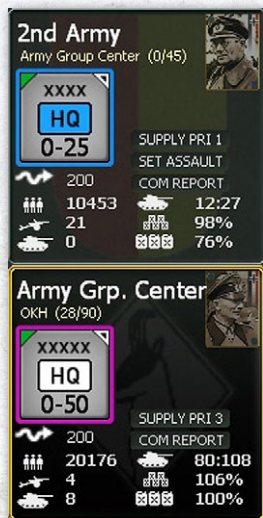 2nd Army
Army Group Center (0/45)
XXXX
HQ
0-25
SUPPLY PRI 1
SET ASSAULT
COM REPORT
200
10453
12:27
21
98%
0
76%
Army Grp. Center
OKH (28/90)
XXXXX
HQ
0-50
SUPPLY PRI 3
COM REPORT
200
20176
80:108
4
106%
8
100%